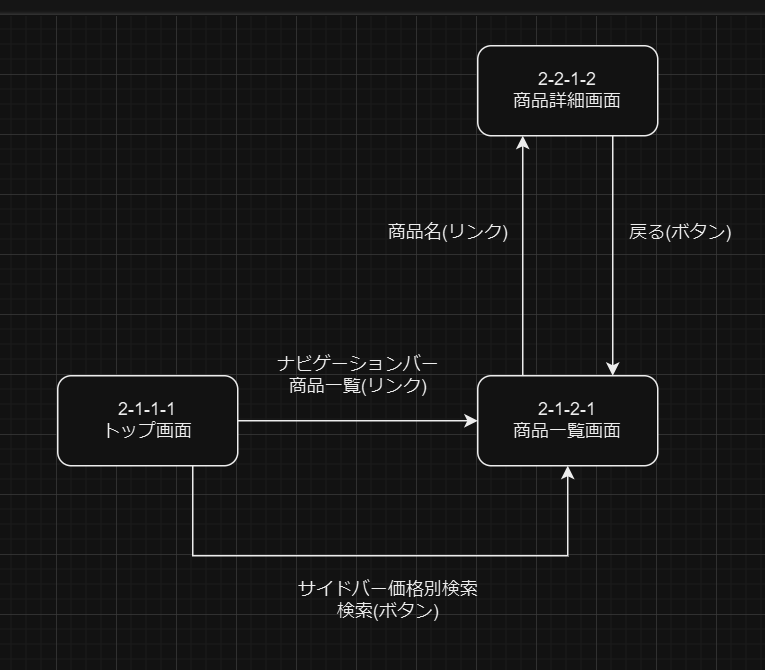 2-2-1-2
商品詳細画面
商品名(リンク)
戻る(ボタン)
ナビゲーションバー
商品一覧(リンク)
2-1-1-1
トップ画面
2-1-2-1
商品一覧画面
サイドバー価格別検索
検索(ボタン)